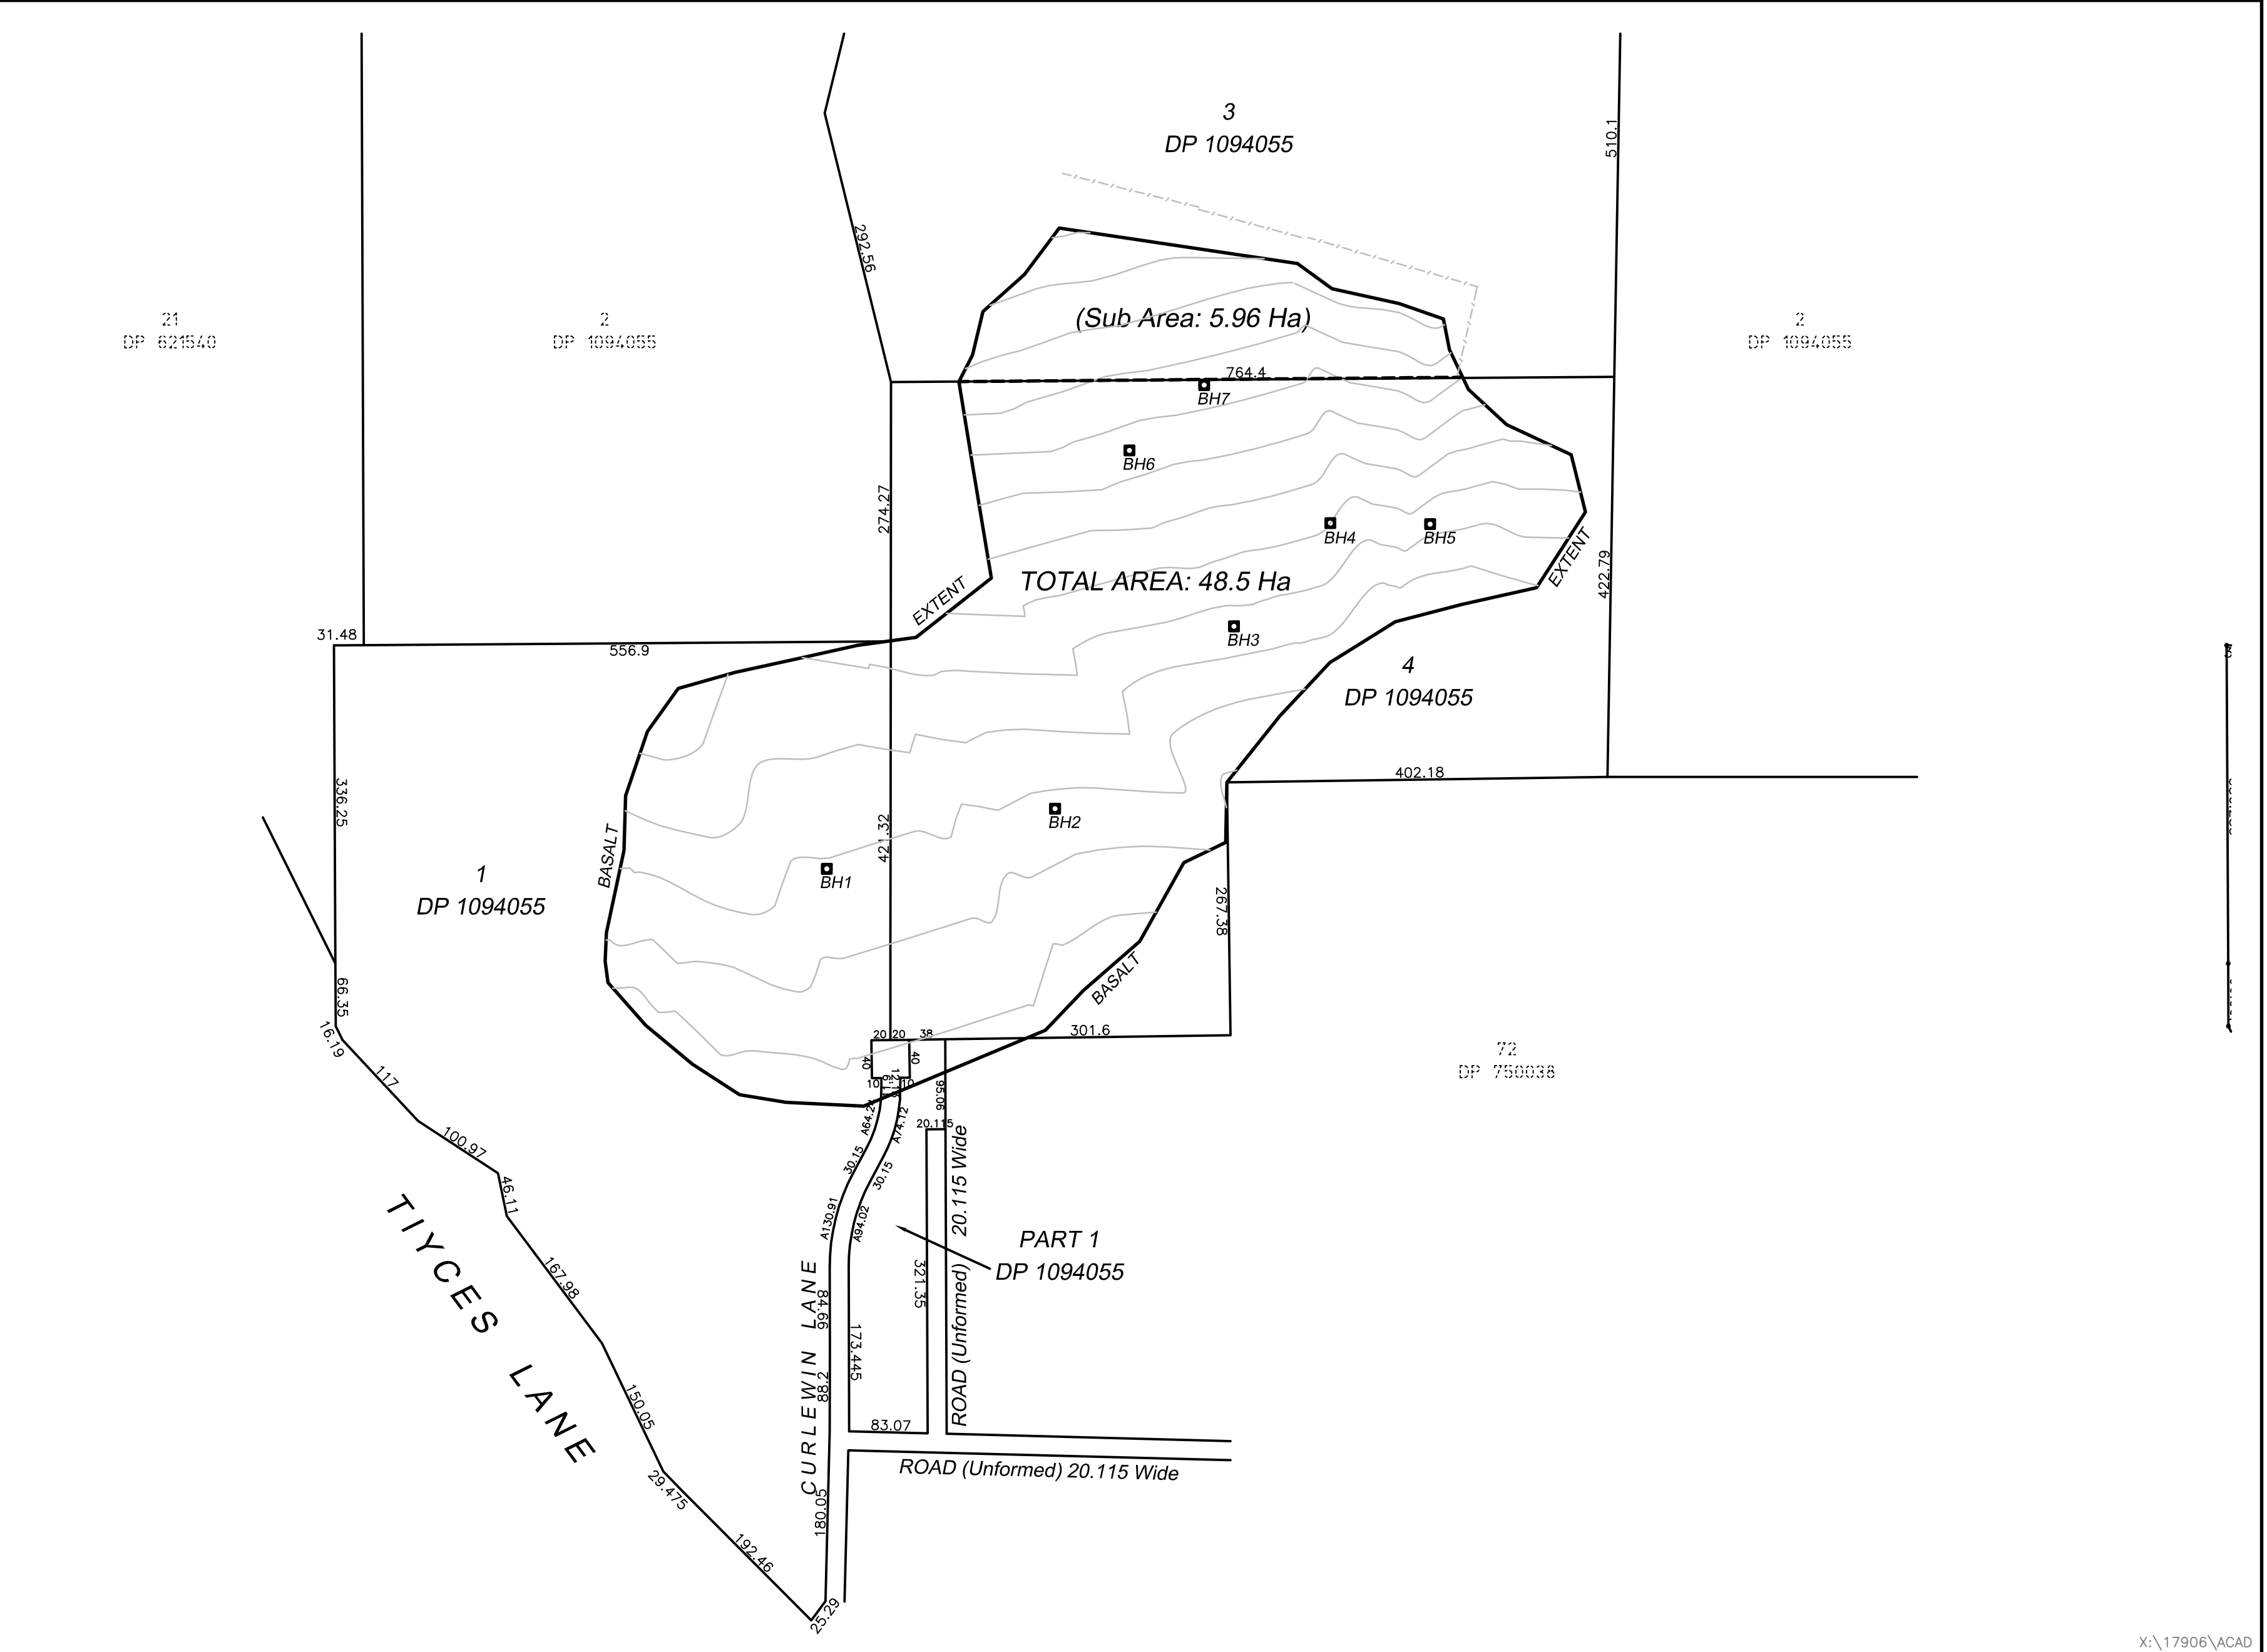 3
DP 1094055
510.1
292.56
21
DP 621540
2
DP 1094055
(Sub Area: 5.96 Ha)
2
DP 1094055
764.4
BH7
BH6
274.27
BH4
BH5
EXTENT
TOTAL AREA: 48.5 Ha
EXTENT
422.79
31.48
556.9
BH3
4
DP 1094055
402.18
336.25
BH2
421.32
BASALT
BH1
1
DP 1094055
267.38
BASALT
66.35
16.19
20
20
38
301.6
40
40
10
10
95.06
72
DP 750038
117
A74.12
20.115
100.97
30.15
30.15
46.11
A130.91
A94.02
ROAD (Unformed) 20.115 Wide
PART 1
DP 1094055
TIYCES LANE
167.98
CURLEWIN LANE
84.66
321.35
173.445
88.2
150.05
83.07
ROAD (Unformed) 20.115 Wide
29.475
180.05
192.46
25.29
X:\17906\ACAD